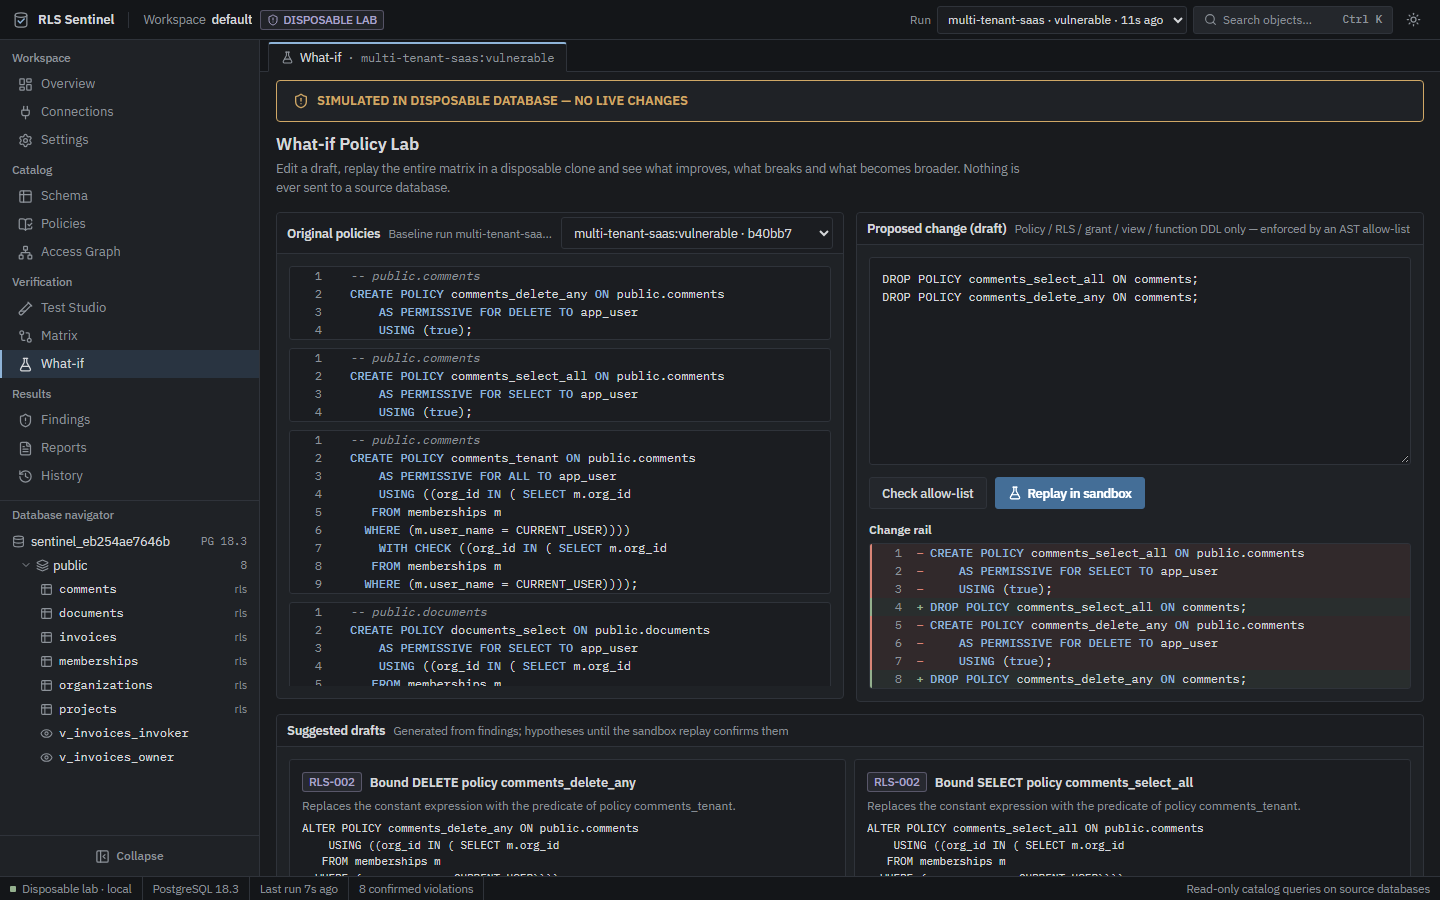 RLS Sentinel
Workspace default
DISPOSABLE LAB
Run
multi-tenant-saas · vulnerable · 11s ago
Search objects...
Ctrl K
Workspace
Overview
Connections
Settings
Catalog
Schema
Policies
Access Graph
Verification
Test Studio
Matrix
What-if
Results
Findings
Reports
History
Database navigator
sentinel_eb254ae7646b PG 18.3
public 8
comments rls
documents rls
invoices rls
memberships rls
organizations rls
projects rls
v_invoices_invoker
v_invoices_owner
Collapse
What-if · multi-tenant-saas:vulnerable
SIMULATED IN DISPOSABLE DATABASE — NO LIVE CHANGES
What-if Policy Lab
Edit a draft, replay the entire matrix in a disposable clone and see what improves, what breaks and what becomes broader. Nothing is
ever sent to a source database.
Original policies Baseline run multi-tenant-saa...
multi-tenant-saas:vulnerable · b40bb7
1 -- public.comments
2 CREATE POLICY comments_delete_any ON public.comments
3 AS PERMISSIVE FOR DELETE TO app_user
4 USING (true);
1 -- public.comments
2 CREATE POLICY comments_select_all ON public.comments
3 AS PERMISSIVE FOR SELECT TO app_user
4 USING (true);
1 -- public.comments
2 CREATE POLICY comments_tenant ON public.comments
3 AS PERMISSIVE FOR ALL TO app_user
4 USING ((org_id IN ( SELECT m.org_id
5 FROM memberships m
6 WHERE (m.user_name = CURRENT_USER))))
7 WITH CHECK ((org_id IN ( SELECT m.org_id
8 FROM memberships m
9 WHERE (m.user_name = CURRENT_USER))));
1 -- public.documents
2 CREATE POLICY documents_select ON public.documents
3 AS PERMISSIVE FOR SELECT TO app_user
4 USING ((org_id IN ( SELECT m.org_id
5 FROM memberships m
Proposed change (draft) Policy / RLS / grant / view / function DDL only — enforced by an AST allow-list
DROP POLICY comments_select_all ON comments;
DROP POLICY comments_delete_any ON comments;
Check allow-list
Replay in sandbox
Change rail
1 − CREATE POLICY comments_select_all ON public.comments
2 − AS PERMISSIVE FOR SELECT TO app_user
3 − USING (true);
4 + DROP POLICY comments_select_all ON comments;
5 − CREATE POLICY comments_delete_any ON public.comments
6 − AS PERMISSIVE FOR DELETE TO app_user
7 − USING (true);
8 + DROP POLICY comments_delete_any ON comments;
Suggested drafts Generated from findings; hypotheses until the sandbox replay confirms them
RLS-002 Bound DELETE policy comments_delete_any
Replaces the constant expression with the predicate of policy comments_tenant.
ALTER POLICY comments_delete_any ON public.comments
USING ((org_id IN ( SELECT m.org_id
FROM memberships m
RLS-002 Bound SELECT policy comments_select_all
Replaces the constant expression with the predicate of policy comments_tenant.
ALTER POLICY comments_select_all ON public.comments
USING ((org_id IN ( SELECT m.org_id
FROM memberships m
Disposable lab · local
PostgreSQL 18.3
Last run 7s ago
8 confirmed violations
Read-only catalog queries on source databases